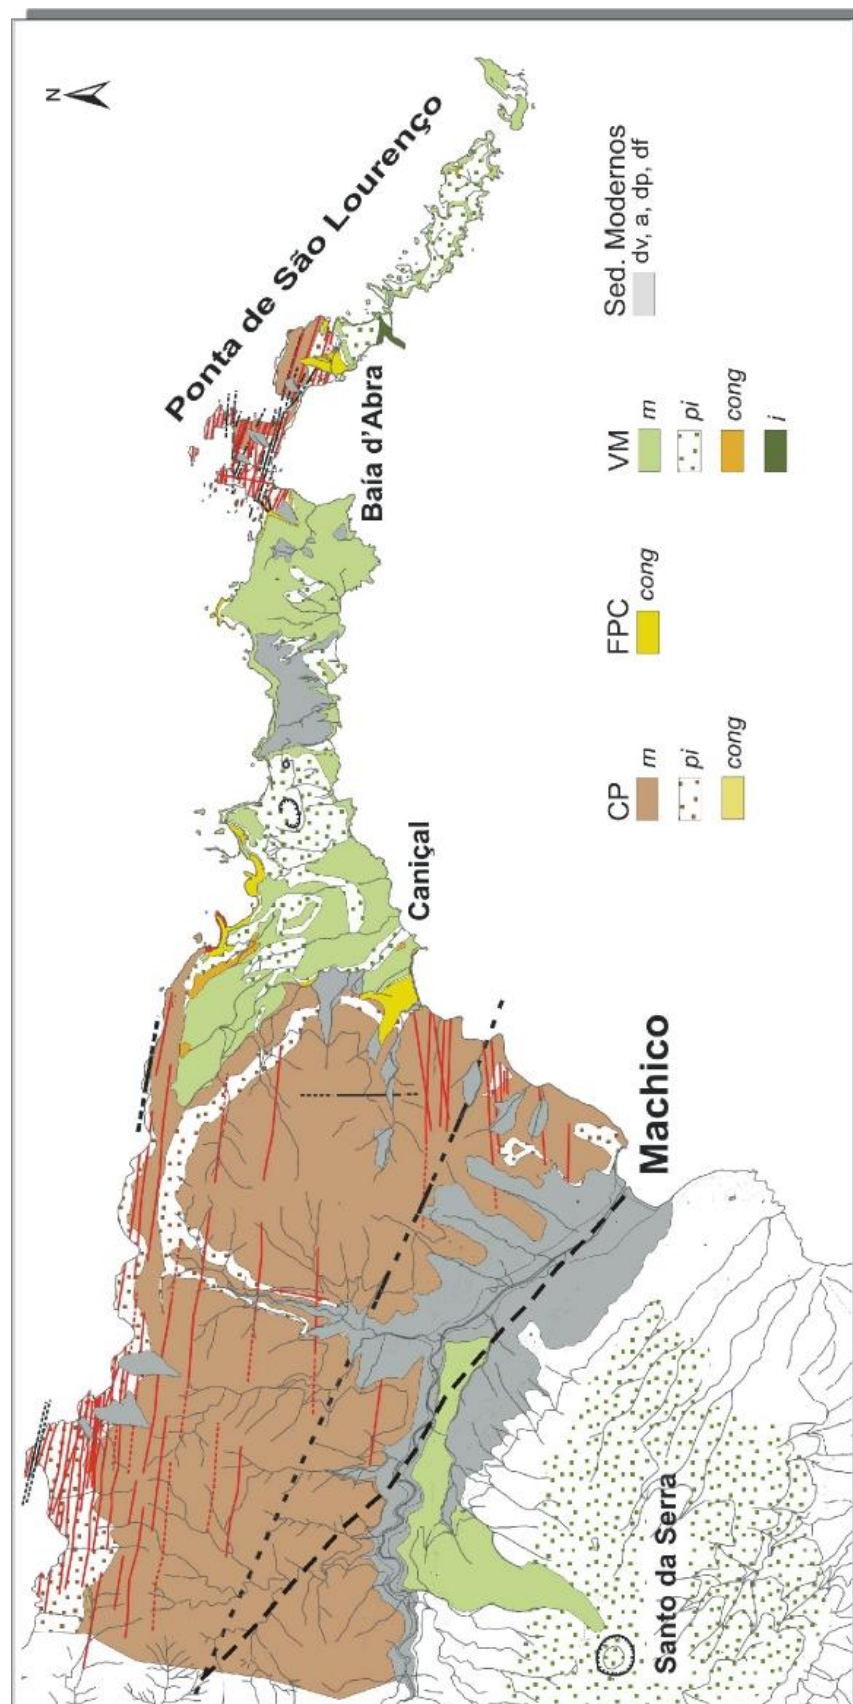 N
Ponta de São Lourenço
Baía d'Abra
Caniçal
Machico
Santo da Serra
CP
m
pi
cong
FPC
cong
VM
m
pi
cong
i
Sed. Modernos
dv, a, dp, df